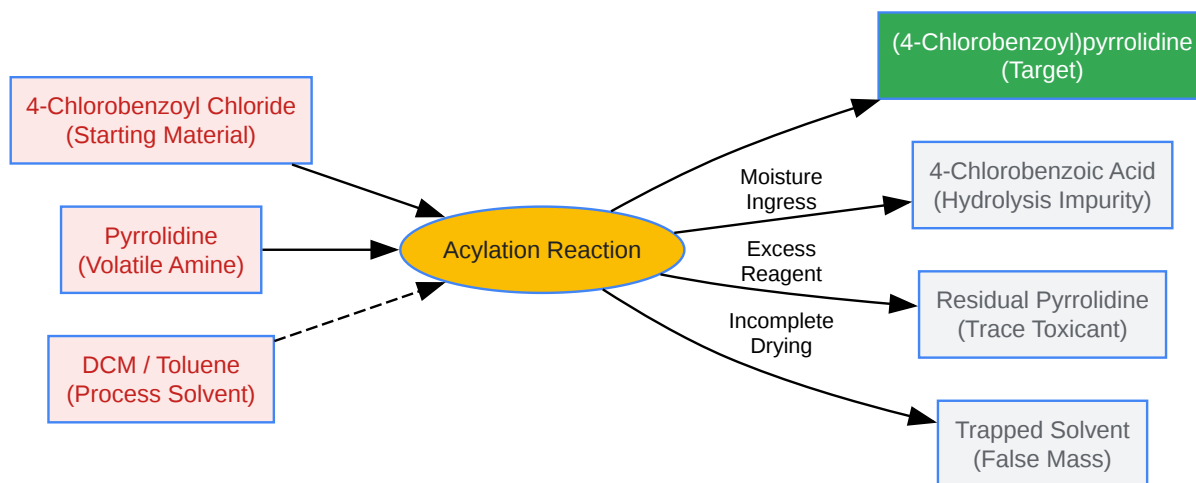 4-Chlorobenzoyl Chloride
(Starting Material)
Pyrrolidine
(Volatile Amine)
DCM / Toluene
(Process Solvent)
Acylation Reaction
Moisture
Ingress
Excess
Reagent
Incomplete
Drying
(4-Chlorobenzoyl)pyrrolidine
(Target)
4-Chlorobenzoic Acid
(Hydrolysis Impurity)
Residual Pyrrolidine
(Trace Toxicant)
Trapped Solvent
(False Mass)